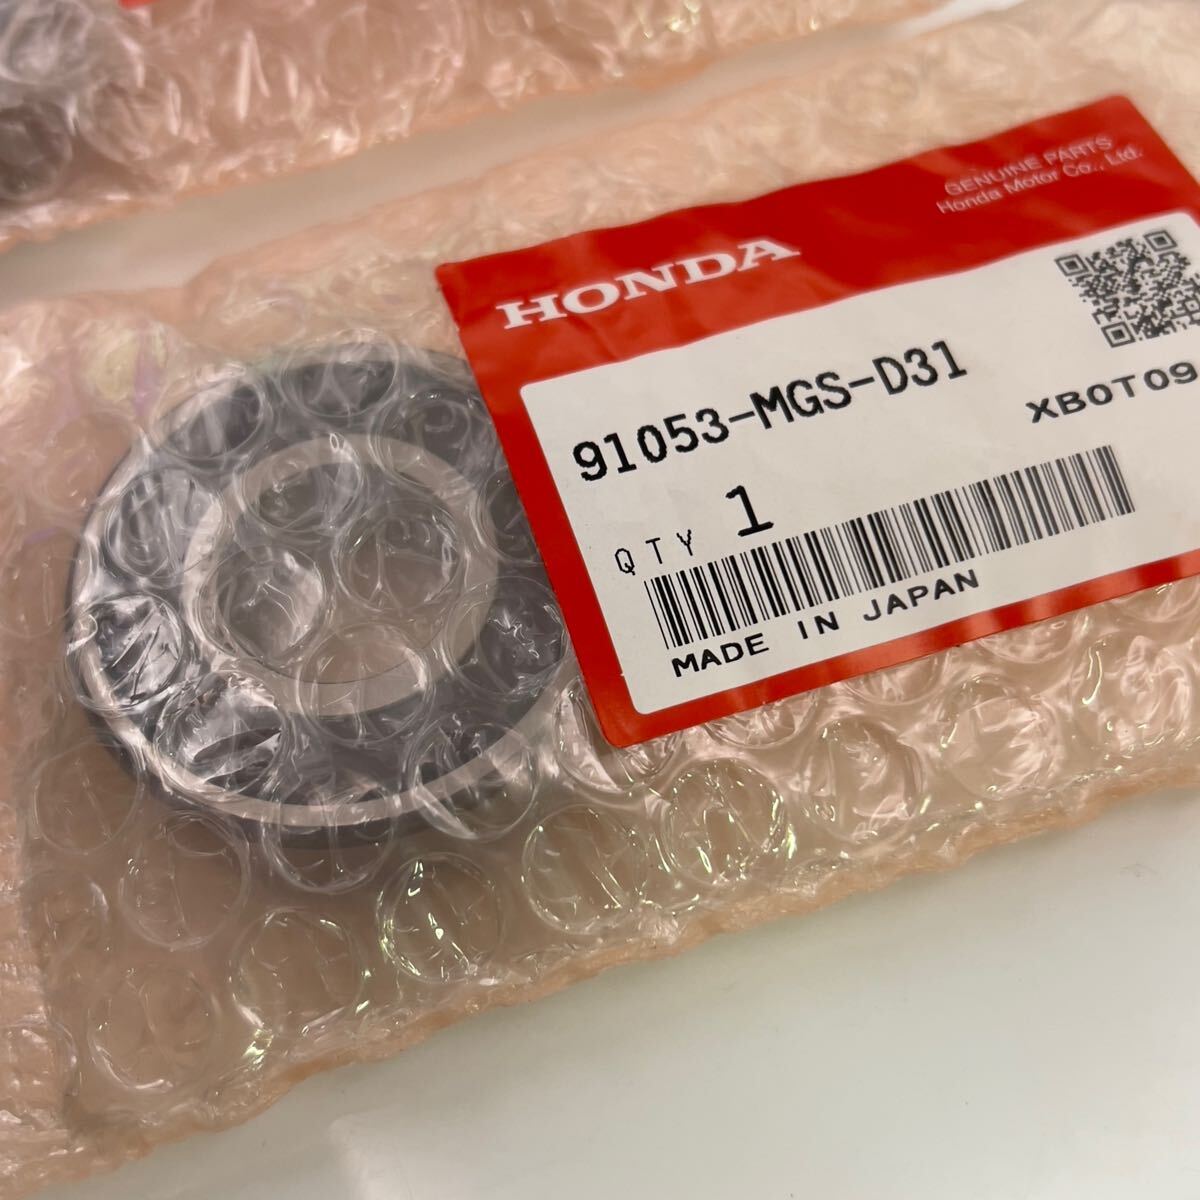 GENUINE PARTS
Honda Motor Co., Ltd.
HONDA
91053-MGS-D31
XB0T09
QTY 1
MADE IN JAPAN